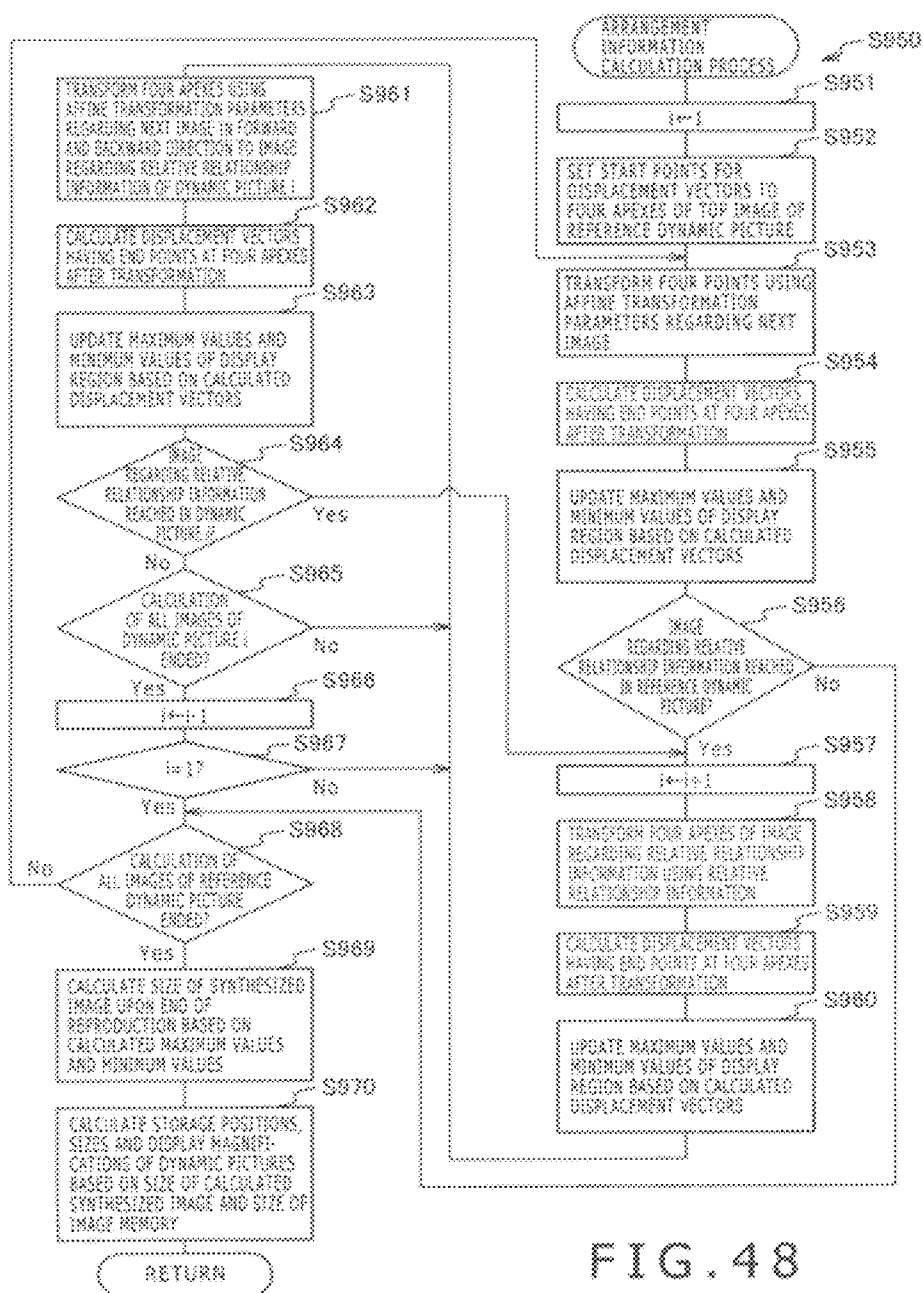 ARRANGEMENT
INFORMATION
CALCULATION PROCESS
S950
S951
i←1
S952
SET START POINTS FOR
DISPLACEMENT VECTORS TO
FOUR APEXES OF TOP IMAGE OF
REFERENCE DYNAMIC PICTURE
S953
TRANSFORM FOUR POINTS USING
AFFINE TRANSFORMATION
PARAMETERS REGARDING NEXT
IMAGE
S954
CALCULATE DISPLACEMENT VECTORS
HAVING END POINTS AT FOUR APEXES
AFTER TRANSFORMATION
S955
UPDATE MAXIMUM VALUES AND
MINIMUM VALUES OF DISPLAY
REGION BASED ON CALCULATED
DISPLACEMENT VECTORS
S956
IMAGE
REGARDING RELATIVE
RELATIONSHIP INFORMATION REACHED
IN REFERENCE DYNAMIC
PICTURE?
No
Yes
S957
i←i+1
S958
TRANSFORM FOUR APEXES OF IMAGE
REGARDING RELATIVE RELATIONSHIP
INFORMATION USING RELATIVE
RELATIONSHIP INFORMATION
S959
CALCULATE DISPLACEMENT VECTORS
HAVING END POINTS AT FOUR APEXES
AFTER TRANSFORMATION
S960
UPDATE MAXIMUM VALUES AND
MINIMUM VALUES OF DISPLAY
REGION BASED ON CALCULATED
DISPLACEMENT VECTORS
S961
TRANSFORM FOUR APEXES USING
AFFINE TRANSFORMATION PARAMETERS
REGARDING NEXT IMAGE IN FORWARD
AND BACKWARD DIRECTION TO IMAGE
REGARDING RELATIVE RELATIONSHIP
INFORMATION OF DYNAMIC PICTURE i
S962
CALCULATE DISPLACEMENT VECTORS
HAVING END POINTS AT FOUR APEXES
AFTER TRANSFORMATION
S963
UPDATE MAXIMUM VALUES AND
MINIMUM VALUES OF DISPLAY
REGION BASED ON CALCULATED
DISPLACEMENT VECTORS
S964
IMAGE
REGARDING RELATIVE
RELATIONSHIP INFORMATION
REACHED IN DYNAMIC
PICTURE i?
Yes
No
S965
CALCULATION
OF ALL IMAGES OF
DYNAMIC PICTURE i
ENDED?
No
Yes
S966
i←i-1
S967
i=1?
No
Yes
S968
CALCULATION OF
ALL IMAGES OF REFERENCE
DYNAMIC PICTURE
ENDED?
No
Yes
S969
CALCULATE SIZE OF SYNTHESIZED
IMAGE UPON END OF
REPRODUCTION BASED ON
CALCULATED MAXIMUM VALUES
AND MINIMUM VALUES
S970
CALCULATE STORAGE POSITIONS,
SIZES AND DISPLAY MAGNIFI-
CATIONS OF DYNAMIC PICTURES
BASED ON SIZE OF CALCULATED
SYNTHESIZED IMAGE AND SIZE OF
IMAGE MEMORY
RETURN
FIG.48